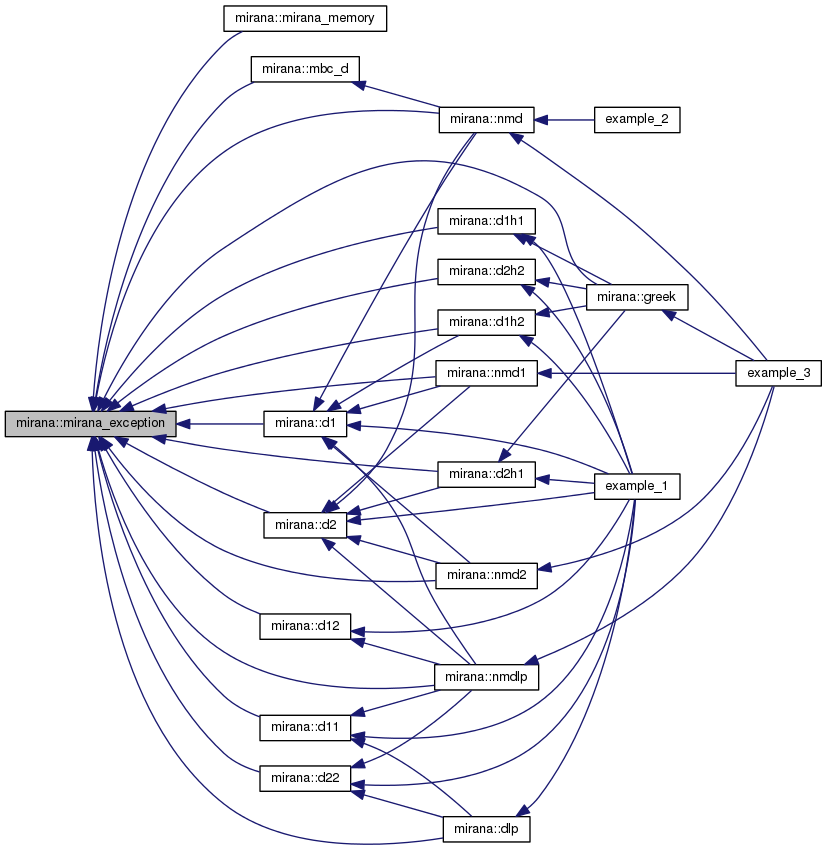 mirana::mirana_memory
mirana::mbc_d
mirana::nmd
example_2
mirana::d1h1
mirana::d2h2
mirana::greek
mirana::d1h2
mirana::nmd1
example_3
mirana::mirana_exception
mirana::d1
mirana::d2h1
example_1
mirana::d2
mirana::nmd2
mirana::d12
mirana::nmdlp
mirana::d11
mirana::d22
mirana::dlp